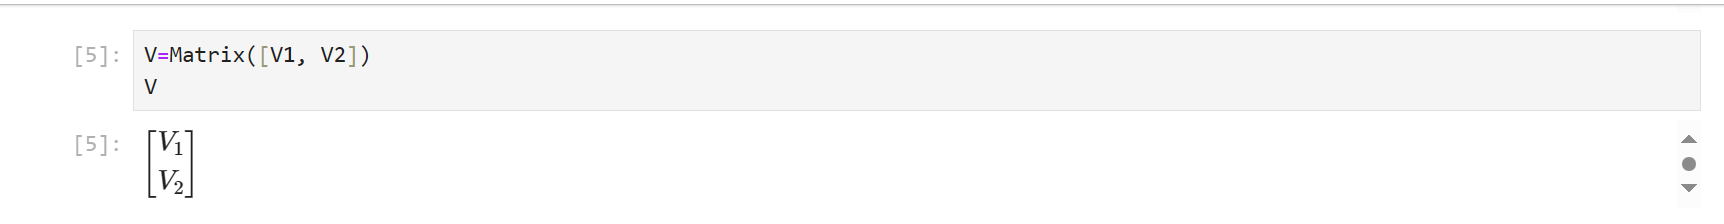 [5]: V=Matrix([V1, V2])
V
[5]: [V₁
V₂]